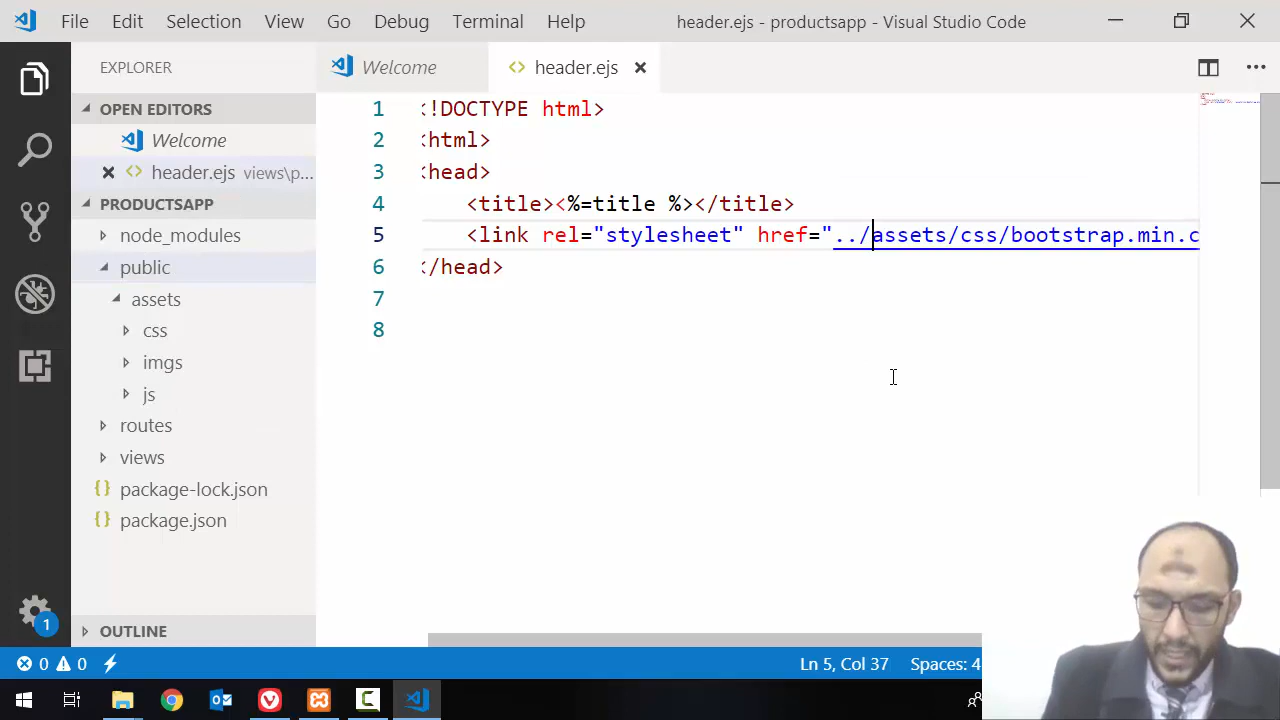 File Edit Selection View Go Debug Terminal Help header.ejs - productsapp - Visual Studio Code
EXPLORER
Welcome
header.ejs
OPEN EDITORS
Welcome
header.ejs views\p...
PRODUCTSAPP
node_modules
public
assets
css
imgs
js
routes
views
package-lock.json
package.json
OUTLINE
1 <!DOCTYPE html>
2 <html>
3 <head>
4 <title><%=title %></title>
5 <link rel="stylesheet" href="../assets/css/bootstrap.min.c
6 </head>
7
8
1
0 0
Ln 5, Col 37 Spaces: 4